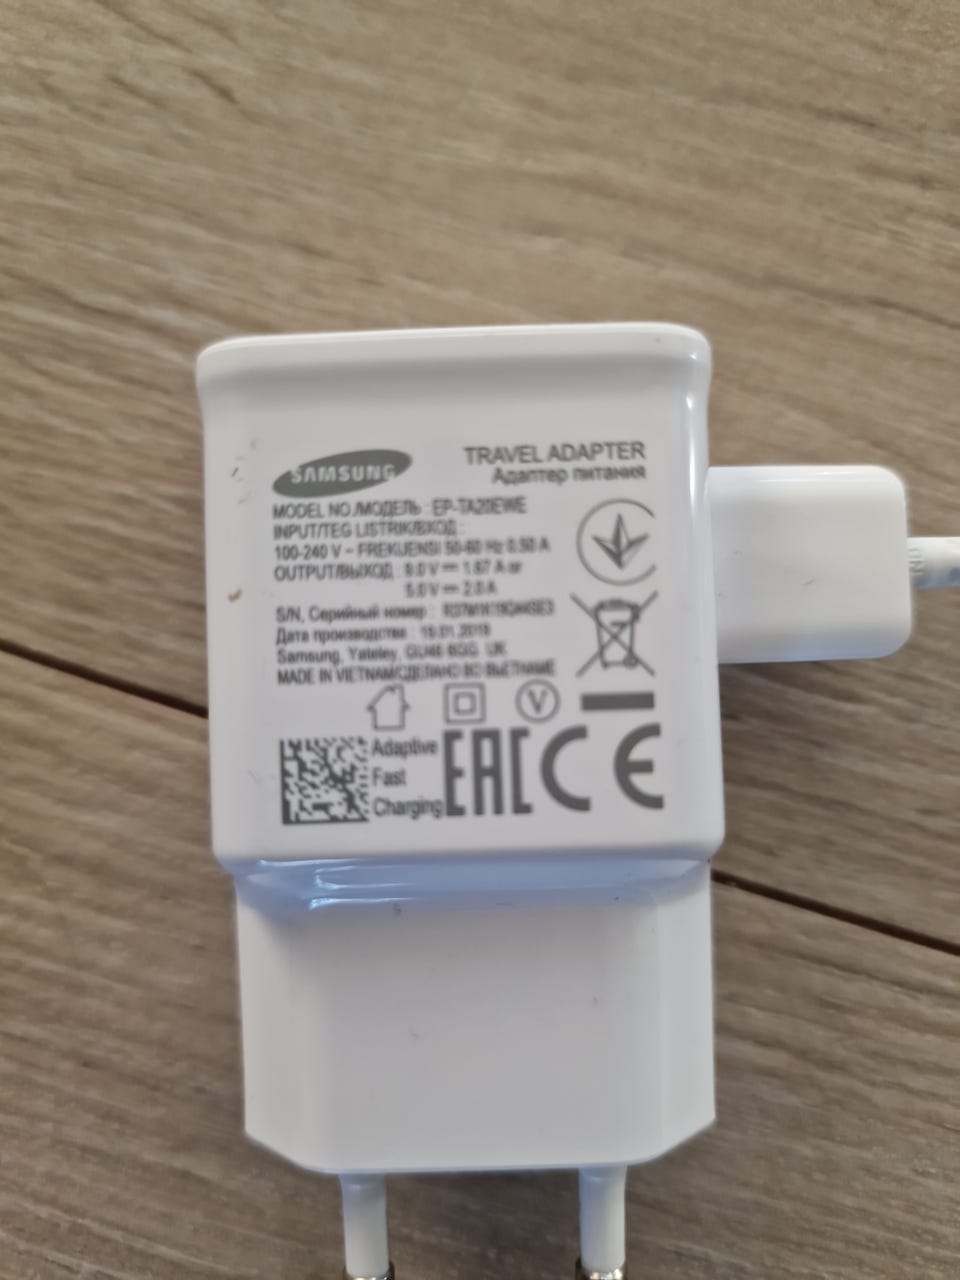 SAMSUNG
TRAVEL ADAPTER
Адаптер питания
MODEL NO./МОДЕЛЬ : EP-TA20EWE
INPUT/TEG LISTRIK/ВХОД :
100-240 V ~ FREKUENSI 50-60 Hz 0.50 A
OUTPUT/ВЫХОД : 9.0 V ⎓ 1.67 A or
5.0 V ⎓ 2.0 A
S/N, Серийный номер :
Дата производства :
Samsung, Yateley, UK
MADE IN VIETNAM/СДЕЛАНО ВО ВЬЕТНАМЕ
V
Adaptive
Fast
Charging
EAC CE